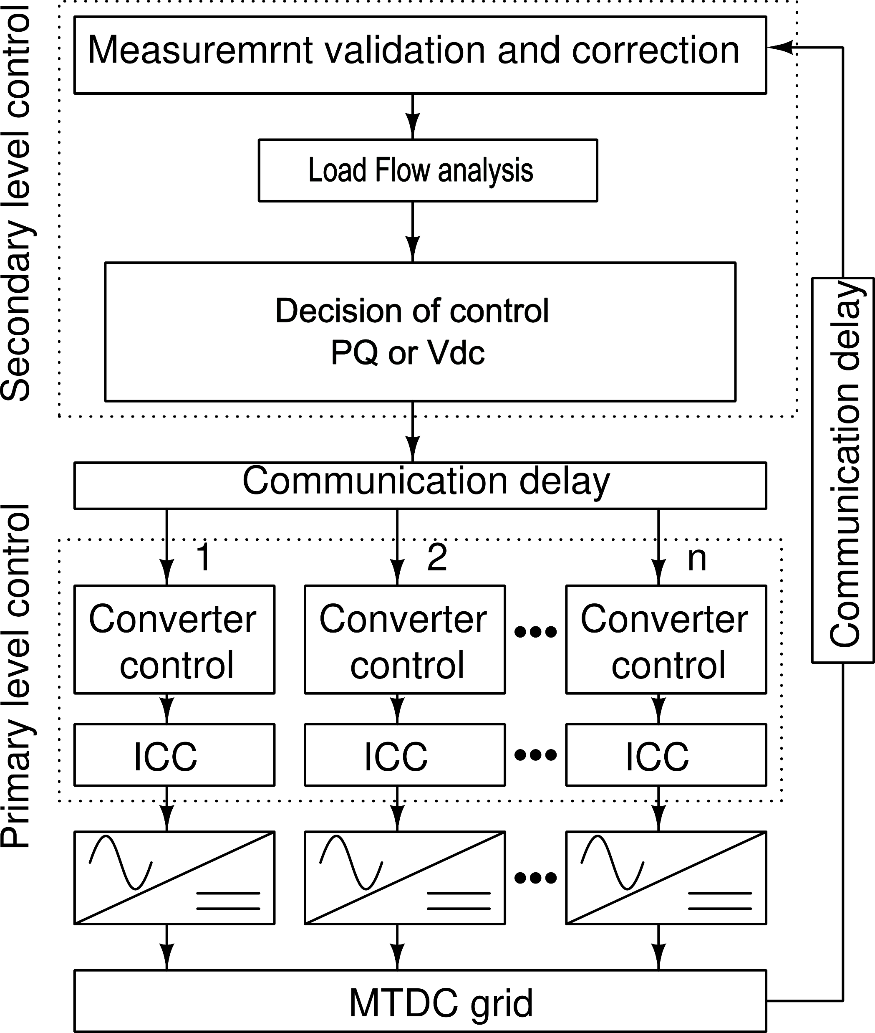 Secondary level control
Measuremrnt validation and correction
Load Flow analysis
Decision of control
PQ or Vdc
Communication delay
Communication delay
Primary level control
1
2
n
Converter
control
Converter
control
Converter
control
ICC
ICC
ICC
MTDC grid